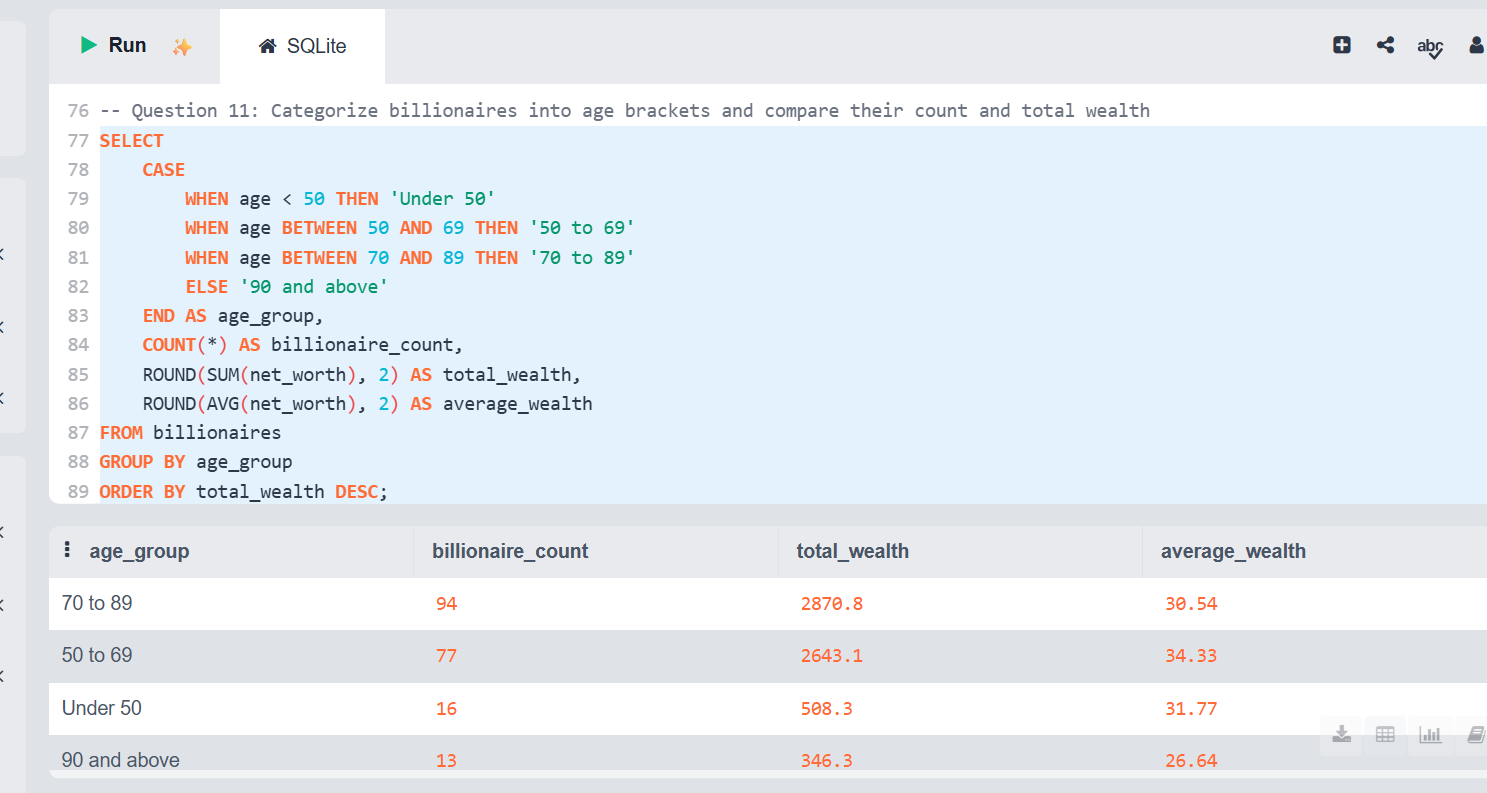 Run SQLite abc
76 -- Question 11: Categorize billionaires into age brackets and compare their count and total wealth
77 SELECT
78 CASE
79 WHEN age < 50 THEN 'Under 50'
80 WHEN age BETWEEN 50 AND 69 THEN '50 to 69'
81 WHEN age BETWEEN 70 AND 89 THEN '70 to 89'
82 ELSE '90 and above'
83 END AS age_group,
84 COUNT(*) AS billionaire_count,
85 ROUND(SUM(net_worth), 2) AS total_wealth,
86 ROUND(AVG(net_worth), 2) AS average_wealth
87 FROM billionaires
88 GROUP BY age_group
89 ORDER BY total_wealth DESC;
age_group billionaire_count total_wealth average_wealth
70 to 89 94 2870.8 30.54
50 to 69 77 2643.1 34.33
Under 50 16 508.3 31.77
90 and above 13 346.3 26.64